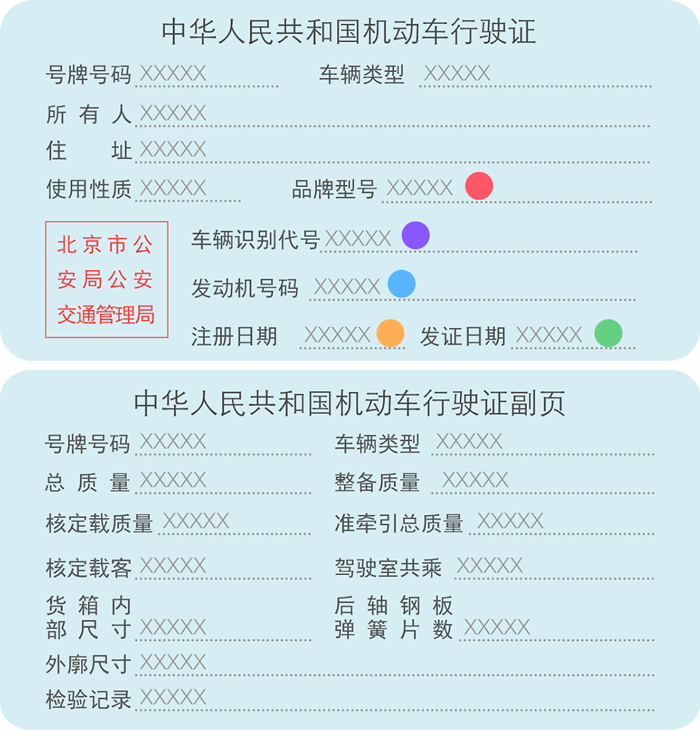 中华人民共和国机动车行驶证
号牌号码 XXXXX 车辆类型 XXXXX
所有人 XXXXX
住址 XXXXX
使用性质 XXXXX 品牌型号 XXXXX
北京市公
安局公安
交通管理局
车辆识别代号 XXXXX
发动机号码 XXXXX
注册日期 XXXXX 发证日期 XXXXX
中华人民共和国机动车行驶证副页
号牌号码 XXXXX 车辆类型 XXXXX
总质量 XXXXX 整备质量 XXXXX
核定载质量 XXXXX 准牵引总质量 XXXXX
核定载客 XXXXX 驾驶室共乘 XXXXX
货箱内
部尺寸 XXXXX
后轴钢板
弹簧片数 XXXXX
外廓尺寸 XXXXX
检验记录 XXXXX